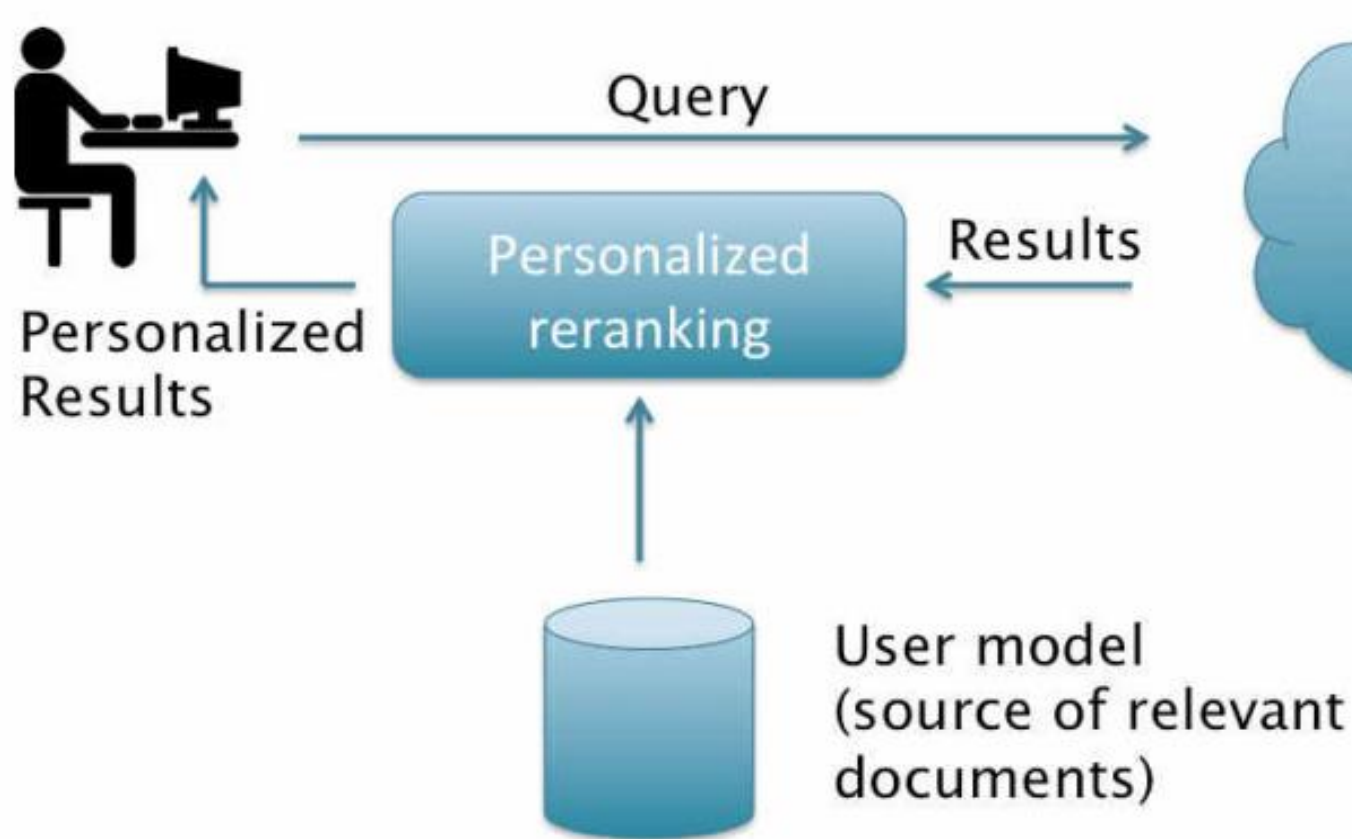 Query
Personalized
reranking
Results
Personalized
Results
User model
(source of relevant
documents)